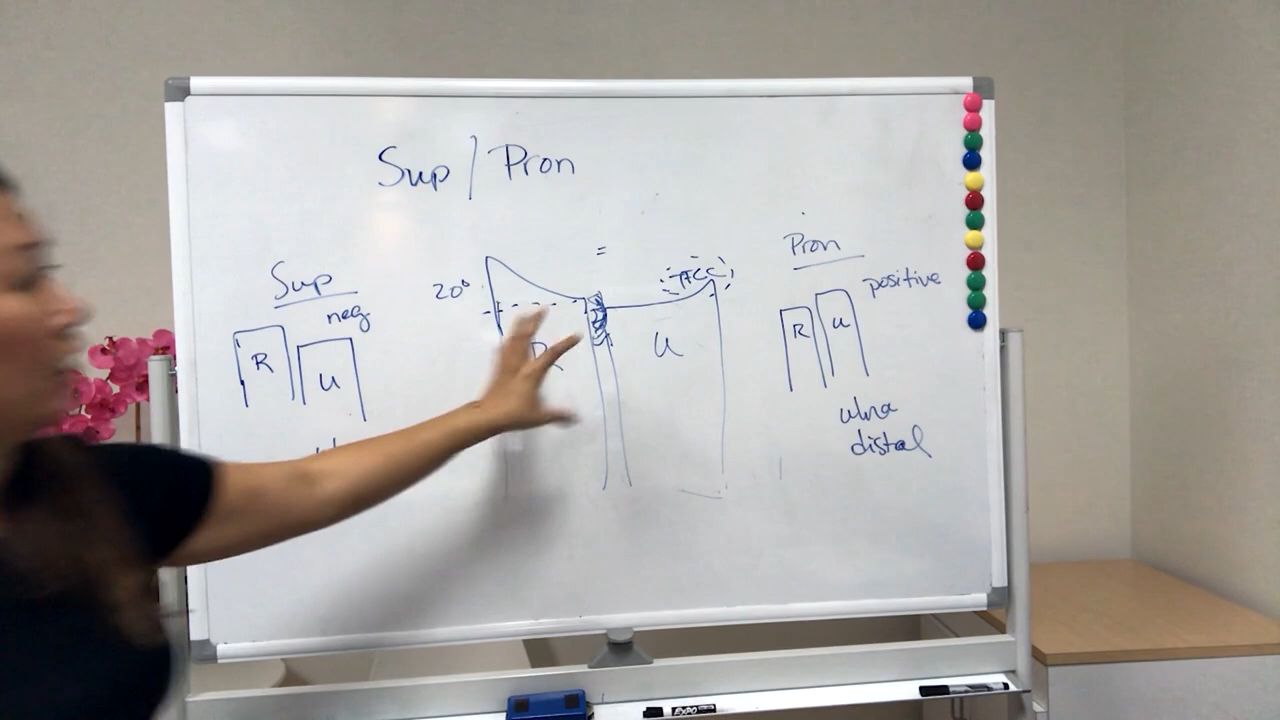 Sup / Pron
=
Sup
neg
R
U
20°
R
TFCC
U
Pron
positive
R
U
ulna
distal
EXPO